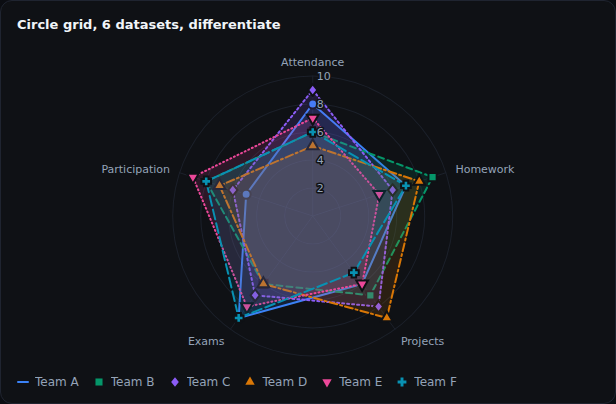 Circle grid, 6 datasets, differentiate
Attendance
10
8
6
4
2
Participation
Homework
Exams
Projects
Team A Team B Team C Team D Team E Team F